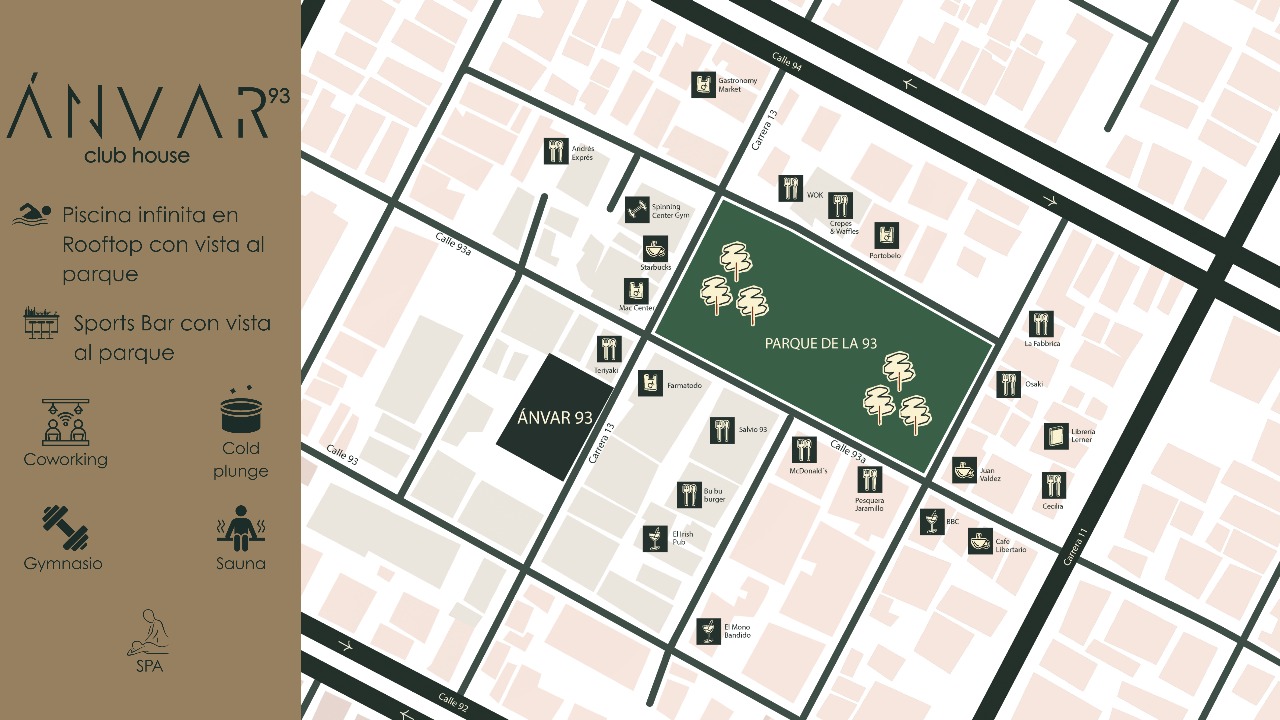 ÁNVAR 93
club house
Piscina infinita en
Rooftop con vista al
parque
Sports Bar con vista
al parque
Coworking
Cold
plunge
Gymnasio
Sauna
SPA
Calle 94
Gastronomy
Market
Carrera 13
Andrés
Exprés
WOK
Crepes
& Waffles
Portobelo
Spinning
Center Gym
Starbucks
Mac Center
Calle 93a
PARQUE DE LA 93
La Fabbrica
Osaki
Teriyaki
Farmatodo
ÁNVAR 93
Carrera 13
Salvio 93
Calle 93a
McDonald´s
Librería
Lerner
Juan
Valdez
Cecilia
Pesquera
Jaramillo
Calle 93
Bu bu
burger
El Irish
Pub
BBC
Café
Libertario
Carrera 11
El Mono
Bandido
Calle 92